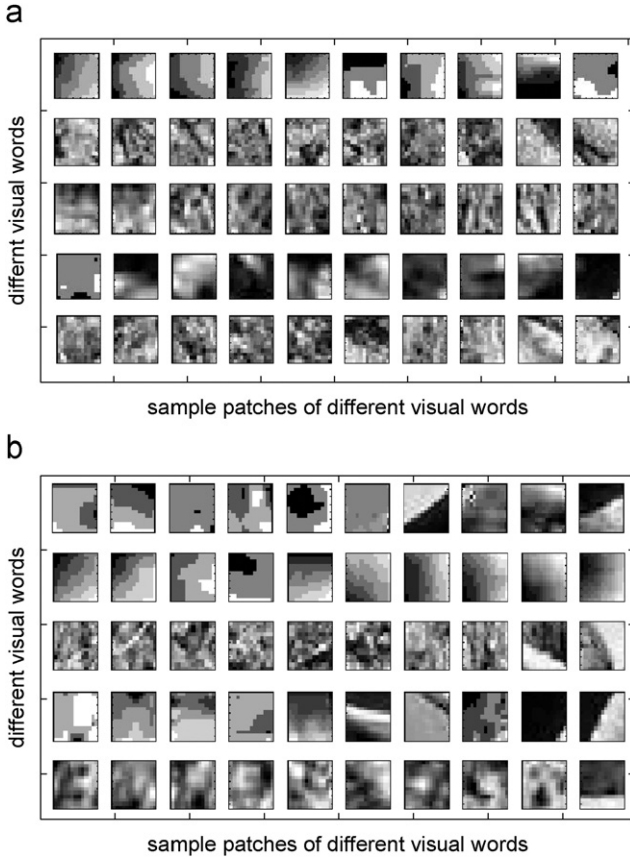 a
differnt visual words
sample patches of different visual words
b
different visual words
sample patches of different visual words